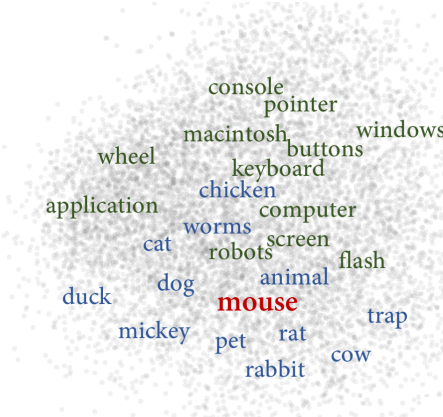 console
pointer
macintosh
windows
buttons
wheel
keyboard
chicken
application
computer
worms
cat
robots
screen
flash
animal
dog
duck
mouse
trap
mickey
pet
rat
cow
rabbit